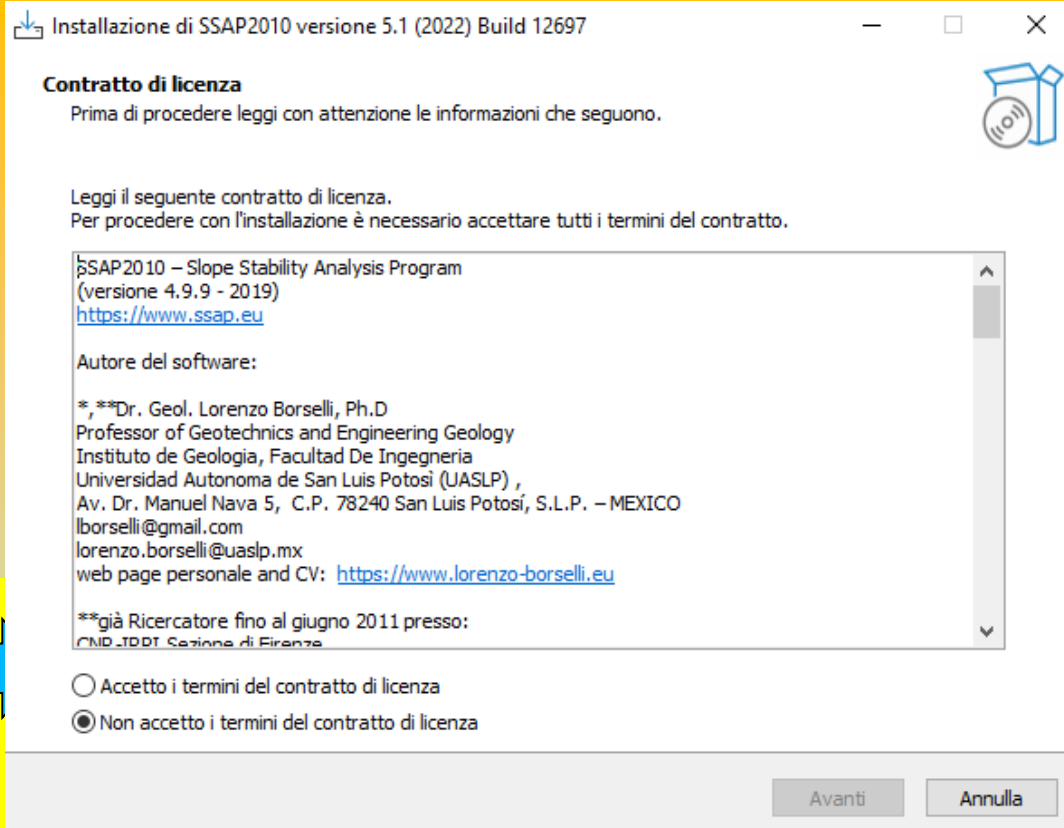 Installazione di SSAP2010 versione 5.1 (2022) Build 12697
Contratto di licenza
Prima di procedere leggi con attenzione le informazioni che seguono.
Leggi il seguente contratto di licenza.
Per procedere con l'installazione è necessario accettare tutti i termini del contratto.
SSAP2010 – Slope Stability Analysis Program
(versione 4.9.9 - 2019)
https://www.ssap.eu
Autore del software:
*,**Dr. Geol. Lorenzo Borselli, Ph.D
Professor of Geotechnics and Engineering Geology
Instituto de Geologia, Facultad De Ingegneria
Universidad Autonoma de San Luis Potosì (UASLP) ,
Av. Dr. Manuel Nava 5,  C.P. 78240 San Luis Potosí, S.L.P. – MEXICO
lborselli@gmail.com
lorenzo.borselli@uaslp.mx
web page personale and CV:  https://www.lorenzo-borselli.eu
**già Ricercatore fino al giugno 2011 presso:
CNR-IRPI Sezione di Firenze
Accetto i termini del contratto di licenza
Non accetto i termini del contratto di licenza
Avanti
Annulla